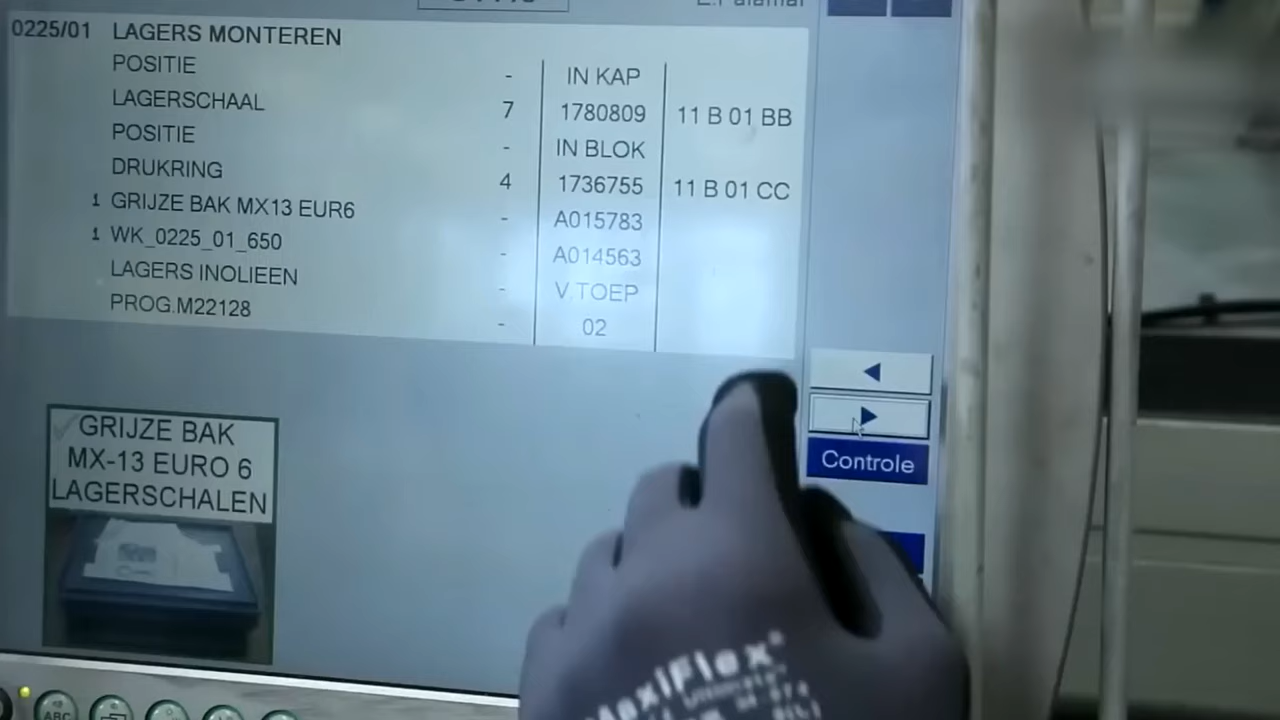 0225/01 LAGERS MONTEREN
POSITIE - IN KAP
LAGERSCHAAL 7 1780809 11 B 01 BB
POSITIE - IN BLOK
DRUKRING 4 1736755 11 B 01 CC
1 GRIJZE BAK MX13 EUR6 - A015783
1 WK_0225_01_650 - A014563
LAGERS INOLIEEN - V.TOEP
PROG.M22128 - 02
GRIJZE BAK
MX-13 EURO 6
LAGERSCHALEN
Controle
MaxiFlex
ABC